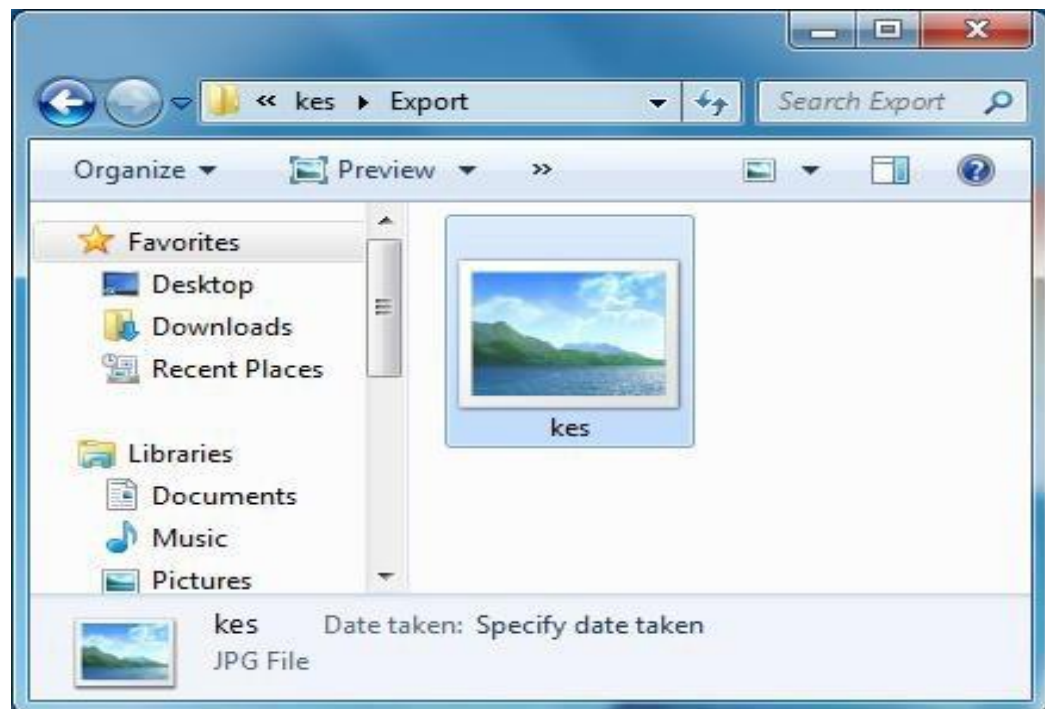 « kes ▸ Export
Search Export
Organize
Preview
»
Favorites
Desktop
Downloads
Recent Places
Libraries
Documents
Music
Pictures
kes
kes Date taken: Specify date taken
JPG File